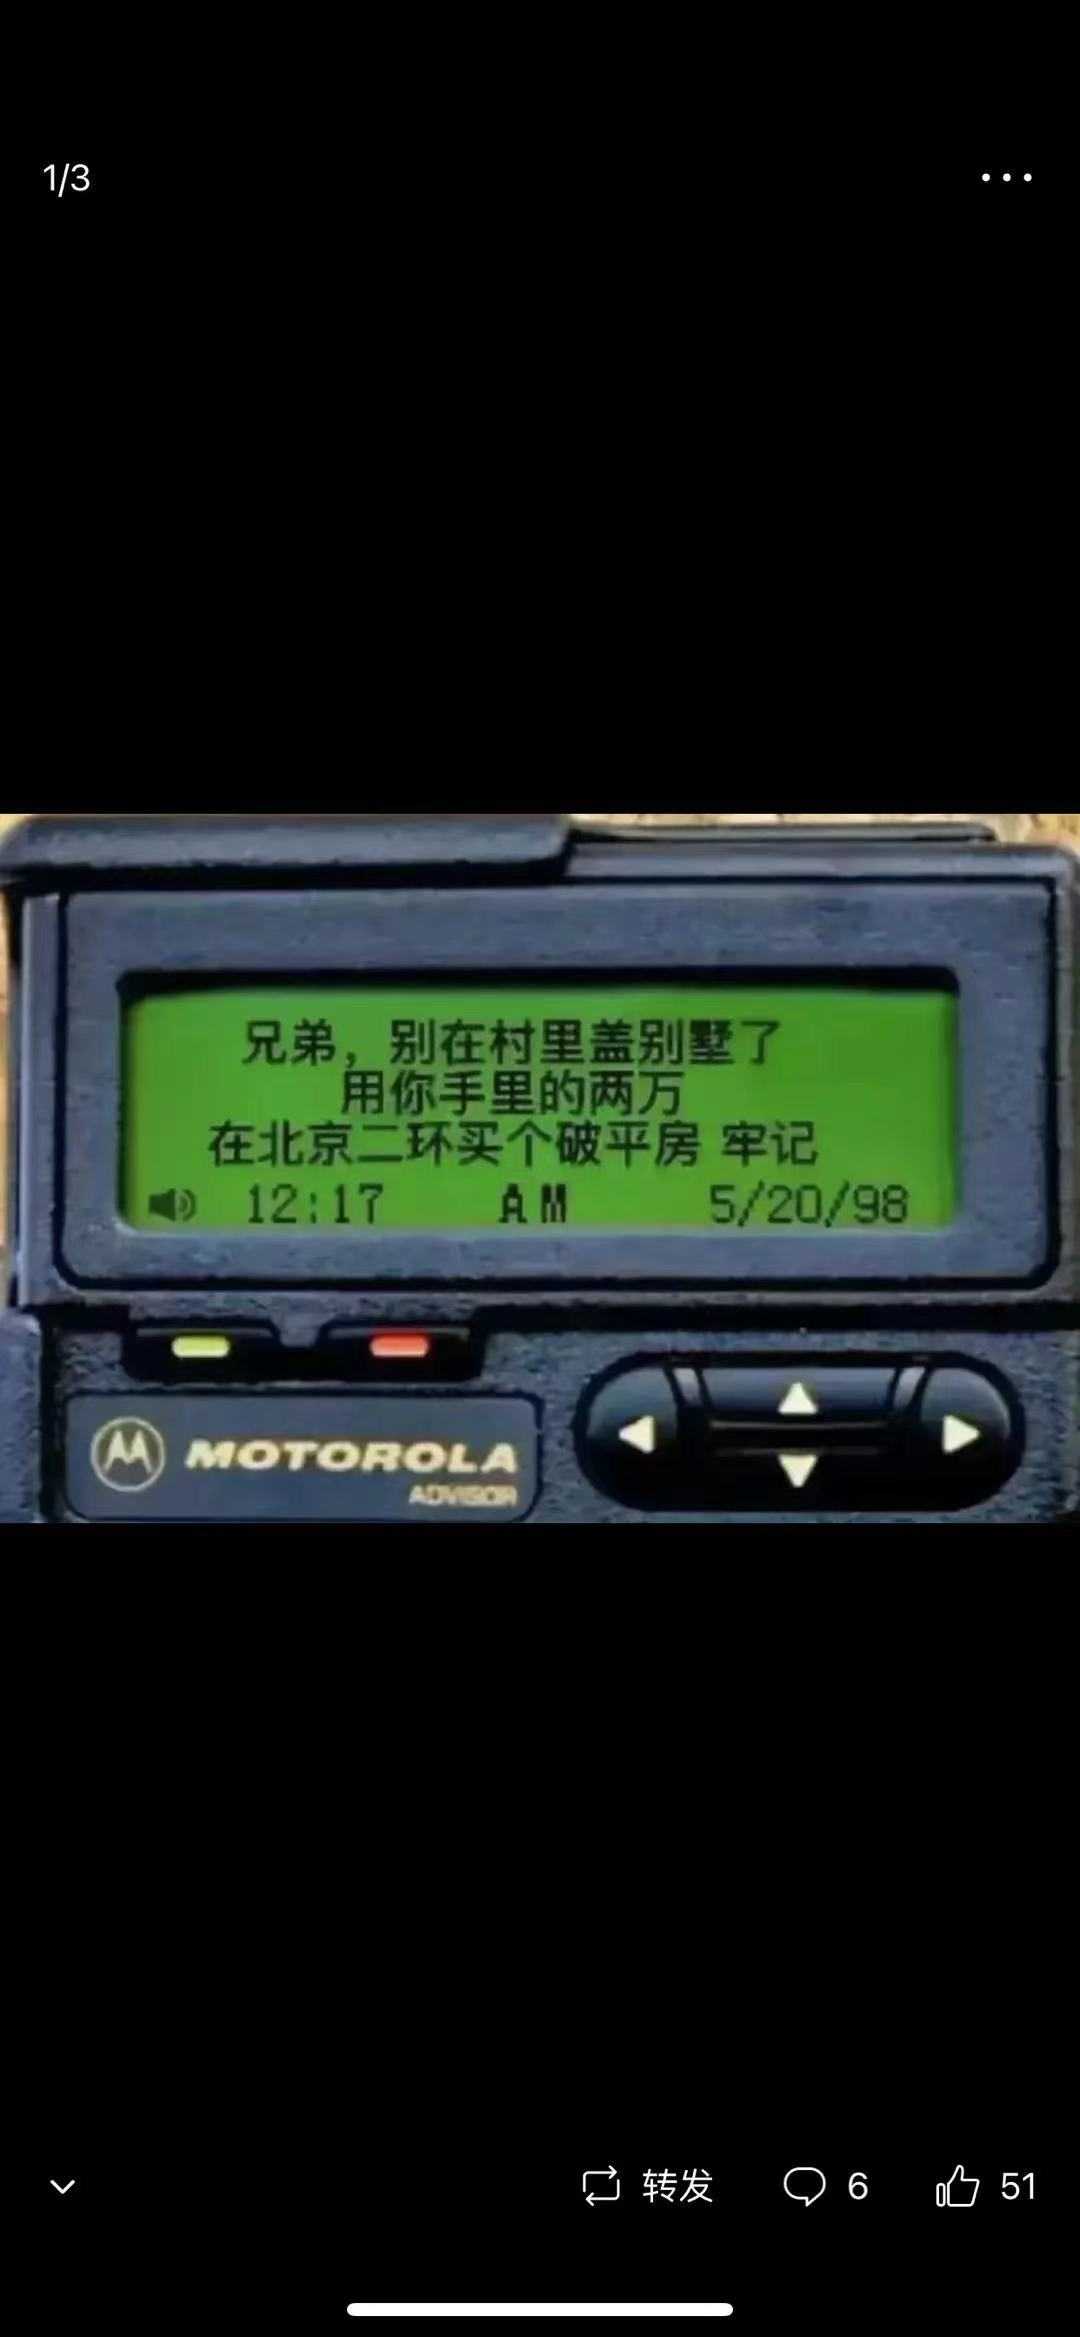 1/3
兄弟，别在村里盖别墅了
用你手里的两万
在北京二环买个破平房 牢记
12:17 AM 5/20/98
MOTOROLA
ADVISOR
转发 6 51